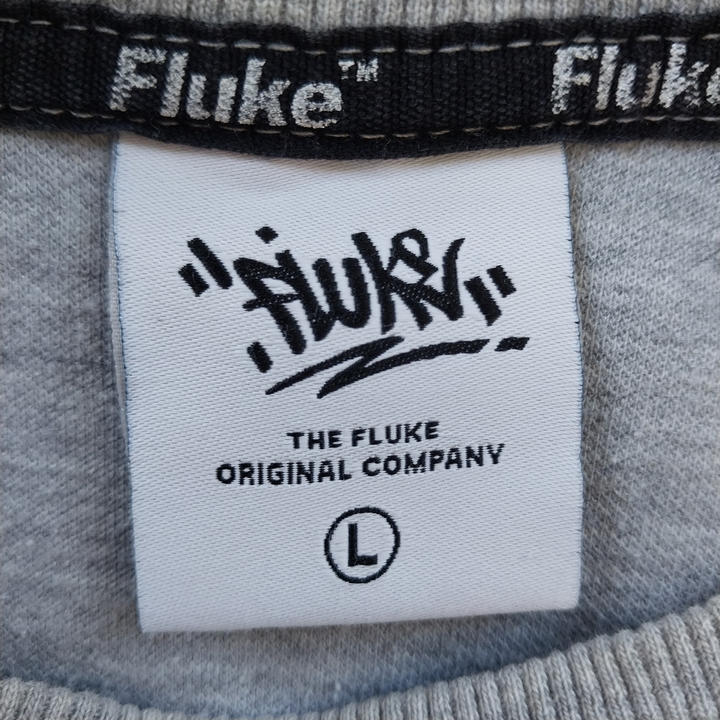 Fluke™ Fluke
"Fluke"
THE FLUKE
ORIGINAL COMPANY
L